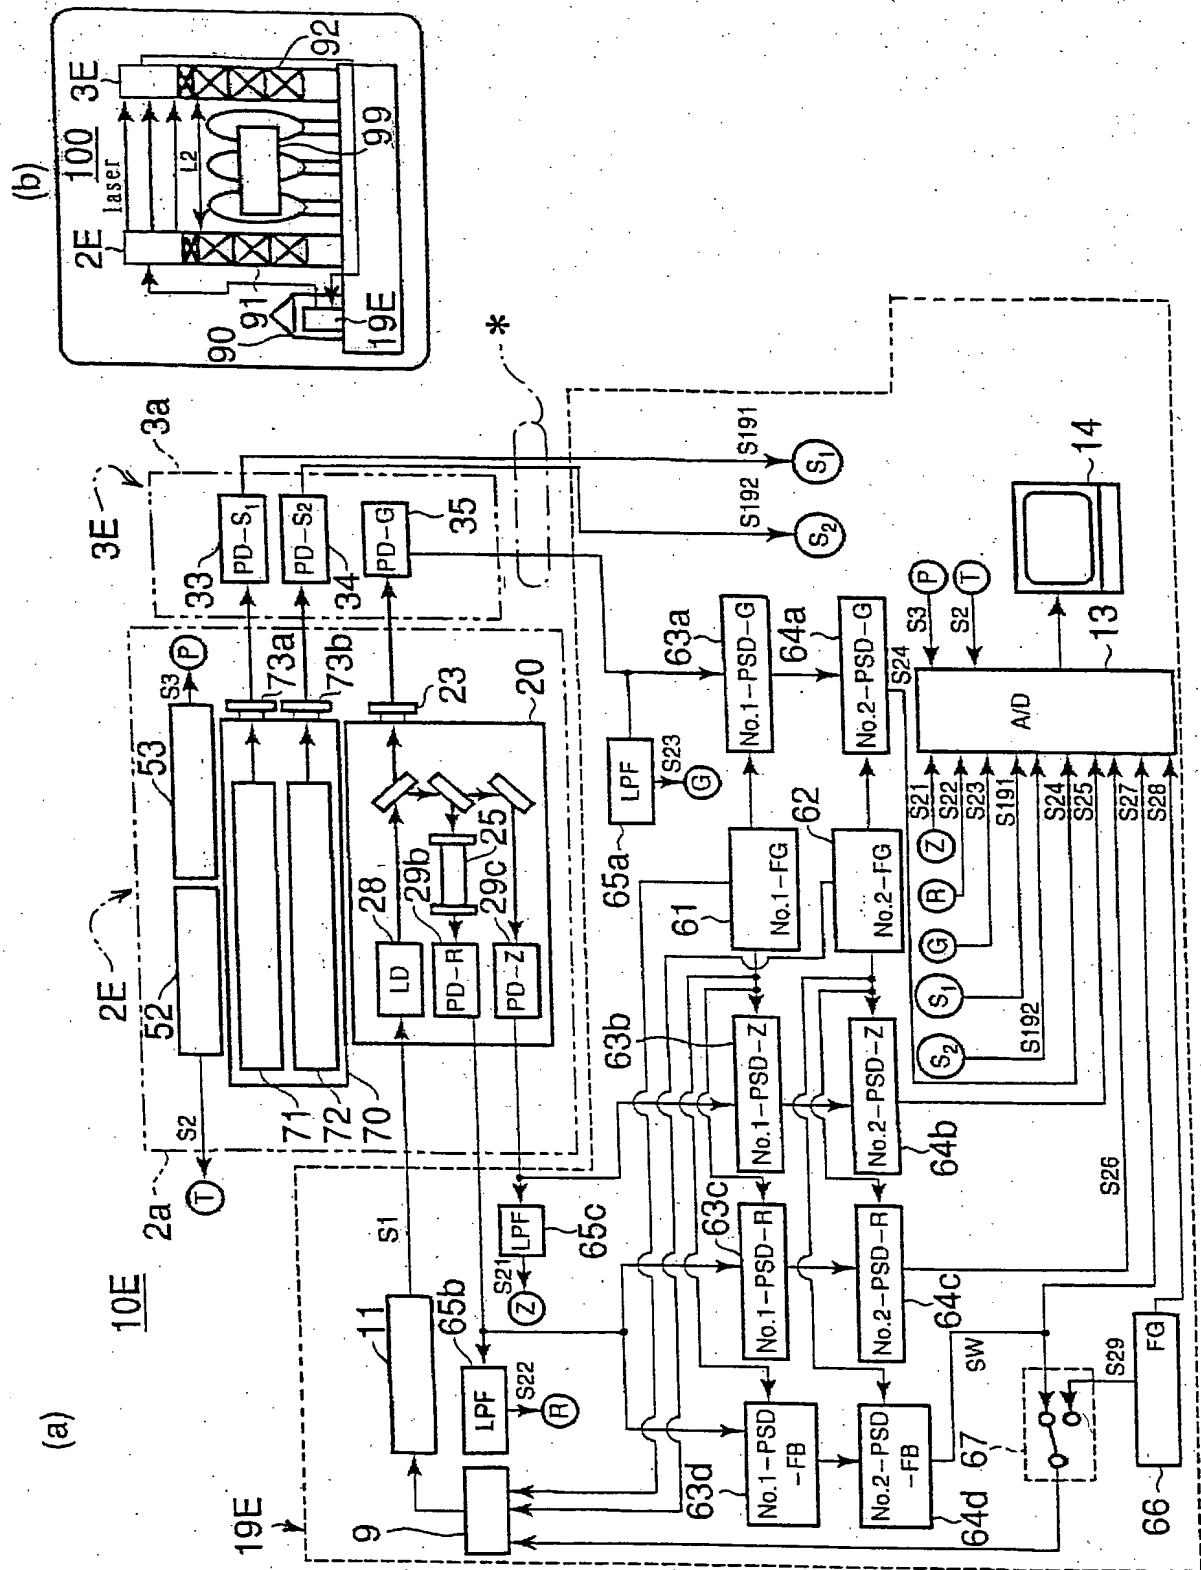 (a)
10E
19E
9
11
S1
65b
LPF
S22
R
S21
Z
LPF
65c
2a
T
S2
2E
52
53
S3
P
71
72
70
73a
73b
LD
28
PD-R
29b
PD-Z
29c
25
23
20
3E
3a
33
PD-S1
PD-S2
34
PD-G
35
*
S191
S1
S192
S2
65a
LPF
S23
G
61
No.1-FG
62
No.2-FG
63a
No.1-PSD-G
64a
No.2-PSD-G
S24
63b
No.1-PSD-Z
No.2-PSD-Z
64b
63c
No.1-PSD-R
No.2-PSD-R
64c
63d
No.1-PSD
-FB
No.2-PSD
-FB
64d
SW
S26
67
S29
FG
66
S2
S1
G
R
Z
S192
S21
S22
S23
S191
S24
S25
S27
S28
A/D
13
S3
P
S2
T
14
(b)
100
2E
laser
3E
L2
92
91
90
19E
99